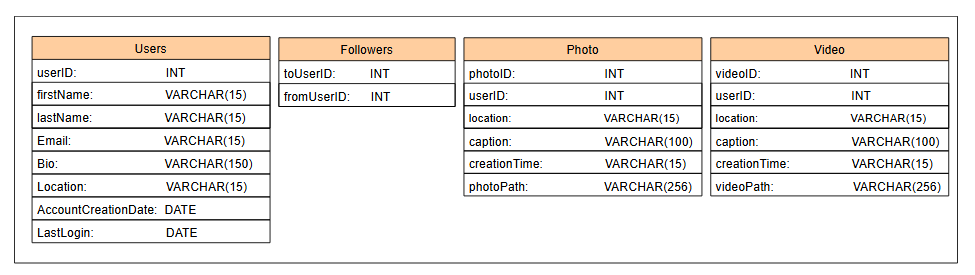 Users
userID: INT
firstName: VARCHAR(15)
lastName: VARCHAR(15)
Email: VARCHAR(15)
Bio: VARCHAR(150)
Location: VARCHAR(15)
AccountCreationDate: DATE
LastLogin: DATE
Followers
toUserID: INT
fromUserID: INT
Photo
photoID: INT
userID: INT
location: VARCHAR(15)
caption: VARCHAR(100)
creationTime: VARCHAR(15)
photoPath: VARCHAR(256)
Video
videoID: INT
userID: INT
location: VARCHAR(15)
caption: VARCHAR(100)
creationTime: VARCHAR(15)
videoPath: VARCHAR(256)